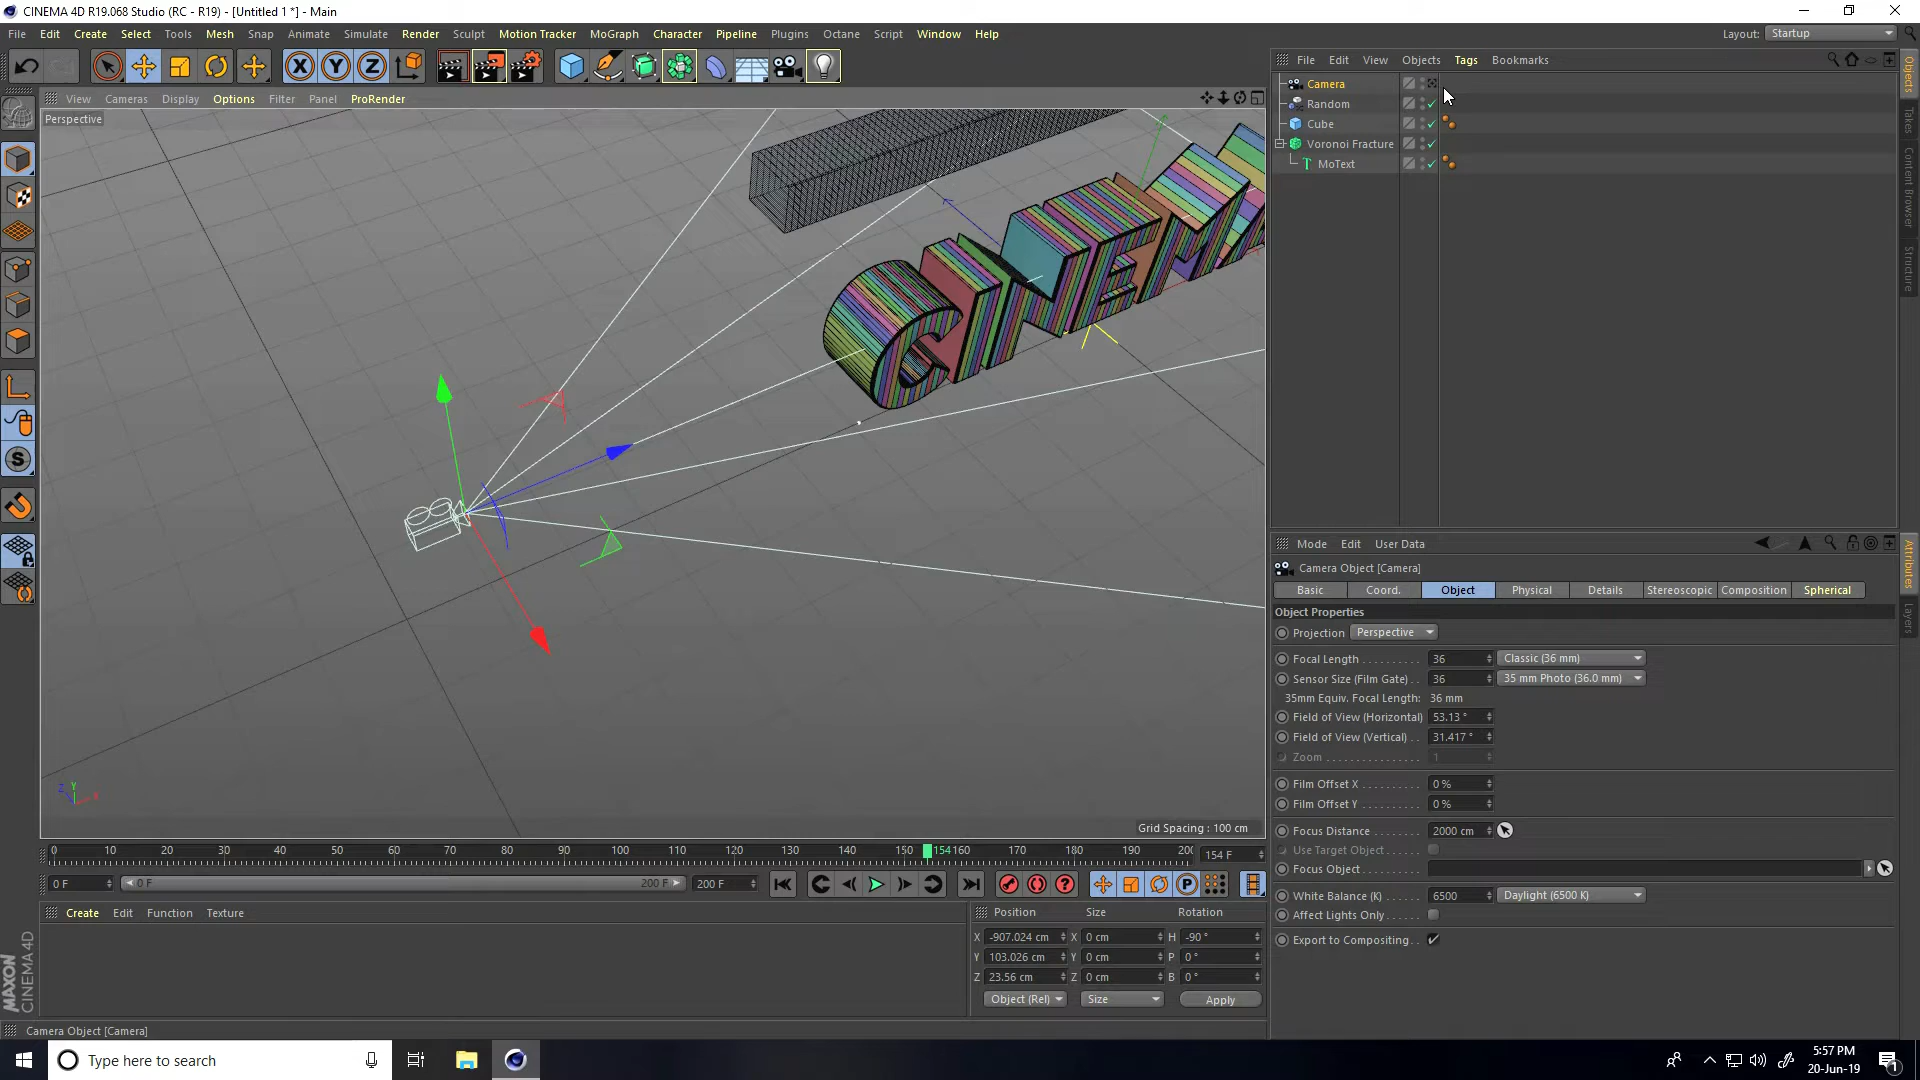 CINEMA 4D R19.068 Studio (RC - R19) - [Untitled 1 *] - Main
File Edit Create Select Tools Mesh Snap Animate Simulate Render Sculpt Motion Tracker MoGraph Character Pipeline Plugins Octane Script Window Help
Layout: Startup
X Y Z
File Edit View Objects Tags Bookmarks
View Cameras Display Options Filter Panel ProRender
Perspective
Camera
Random
Cube
Voronoi Fracture
MoText
Objects
Takes
Content Browser
Structure
CINEM
S
Z Y X
Grid Spacing : 100 cm
Mode Edit User Data
Camera Object [Camera]
Basic Coord. Object Physical Details Stereoscopic Composition Spherical
Object Properties
Projection Perspective
Focal Length . . . . . . . . . . 36 Classic (36 mm)
Sensor Size (Film Gate) . . 36 35 mm Photo (36.0 mm)
35mm Equiv. Focal Length: 36 mm
Field of View (Horizontal) 53.13 °
Field of View (Vertical) . . 31.417 °
Zoom . . . . . . . . . . . . . . . 1
Film Offset X . . . . . . . . . 0 %
Film Offset Y . . . . . . . . . 0 %
Focus Distance . . . . . . . 2000 cm
Use Target Object . . . . .
Focus Object . . . . . . . . .
White Balance (K) . . . . . 6500 Daylight (6500 K)
Affect Lights Only . . . . .
Export to Compositing . .
Attributes
Layers
0 10 20 30 40 50 60 70 80 90 100 110 120 130 140 150 154 160 170 180 190 20
154 F
0 F 0 F 200 F 200 F
P
Create Edit Function Texture
Position Size Rotation
X -907.024 cm X 0 cm H -90 °
Y 103.026 cm Y 0 cm P 0 °
Z 23.56 cm Z 0 cm B 0 °
Object (Rel) Size Apply
MAXON
CINEMA 4D
Camera Object [Camera]
Type here to search
5:57 PM
20-Jun-19
1